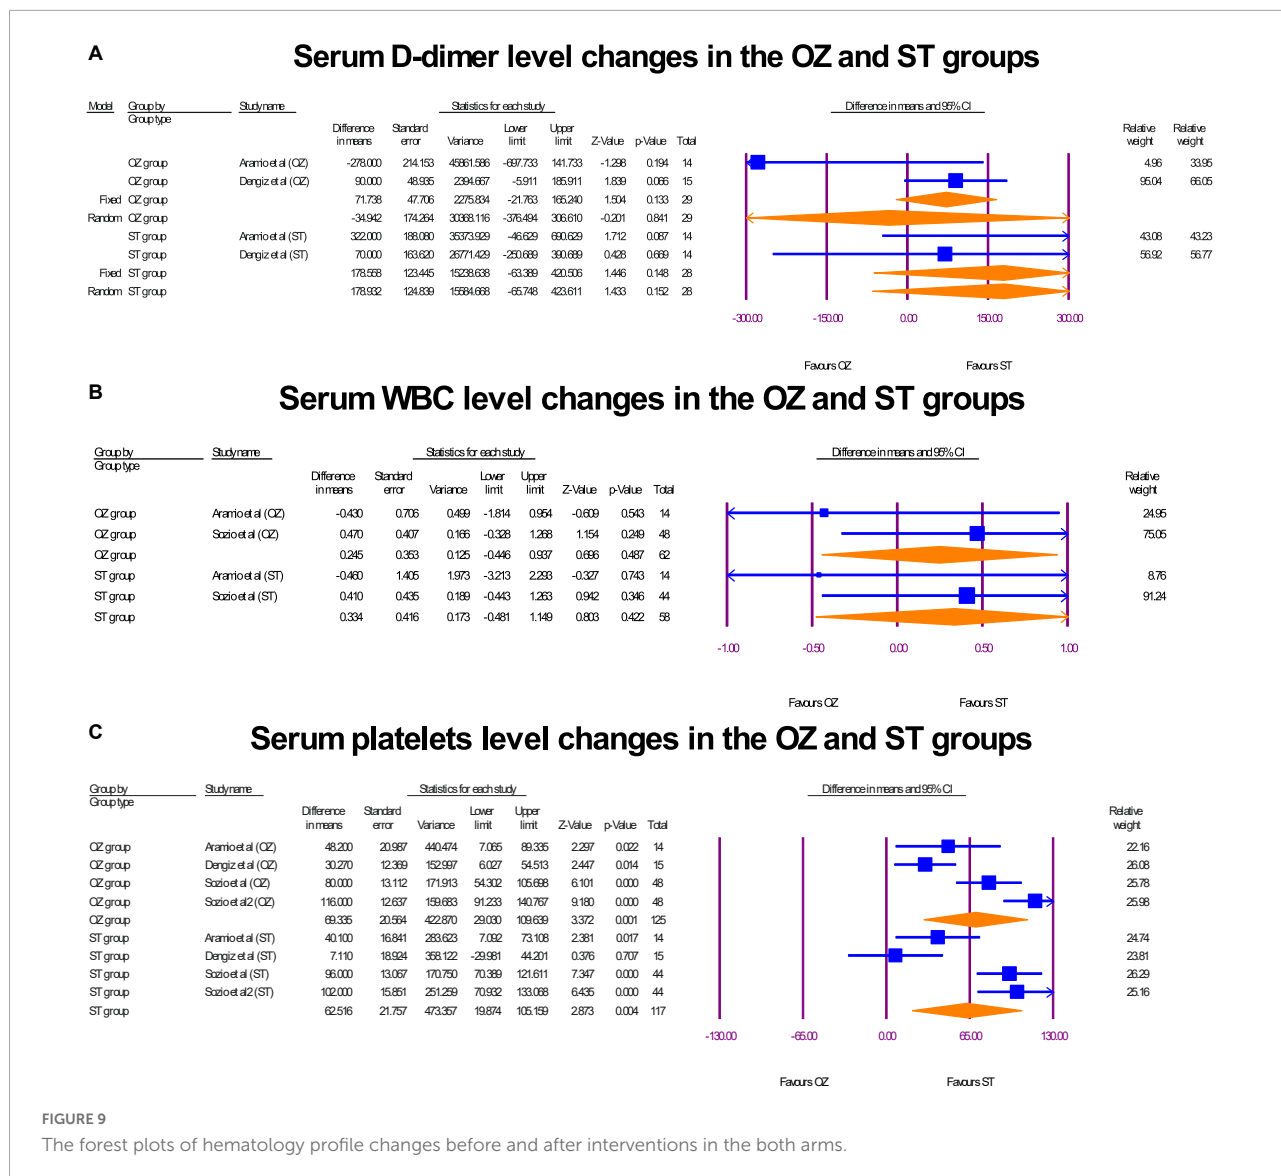 A
Serum D-dimer level changes in the OZ and ST groups
Model Group by Study name Statistics for each study Difference in means and 95% CI
Group type
Difference in means Standard error Variance Lower limit Upper limit Z-Value p-Value Total Relative weight Relative weight
OZ group Araimo et al (OZ) -278.000 214.153 45861.586 -697.733 141.733 -1.298 0.194 14 4.96 33.95
OZ group Dengiz et al (OZ) 90.000 48.935 2394.667 -5.911 185.911 1.839 0.066 15 95.04 66.05
Fixed OZ group 71.738 47.706 2275.834 -21.763 165.240 1.504 0.133 29
Random OZ group -34.942 174.264 30368.116 -376.494 306.610 -0.201 0.841 29
ST group Araimo et al (ST) 322.000 188.080 35373.929 -46.629 690.629 1.712 0.087 14 43.08 43.23
ST group Dengiz et al (ST) 70.000 163.620 26771.429 -250.689 390.689 0.428 0.669 14 56.92 56.77
Fixed ST group 178.558 123.445 15238.638 -63.389 420.506 1.446 0.148 28
Random ST group 178.932 124.839 15584.668 -65.748 423.611 1.433 0.152 28
-300.00 -150.00 0.00 150.00 300.00
Favours OZ Favours ST
B
Serum WBC level changes in the OZ and ST groups
Group by Study name Statistics for each study Difference in means and 95% CI
Group type
Difference in means Standard error Variance Lower limit Upper limit Z-Value p-Value Total Relative weight
OZ group Araimo et al (OZ) -0.430 0.706 0.499 -1.814 0.954 -0.609 0.543 14 24.95
OZ group Sozio et al (OZ) 0.470 0.407 0.166 -0.328 1.268 1.154 0.249 48 75.05
OZ group 0.245 0.353 0.125 -0.446 0.937 0.696 0.487 62
ST group Araimo et al (ST) -0.460 1.405 1.973 -3.213 2.293 -0.327 0.743 14 8.76
ST group Sozio et al (ST) 0.410 0.435 0.189 -0.443 1.263 0.942 0.346 44 91.24
ST group 0.334 0.416 0.173 -0.481 1.149 0.803 0.422 58
-1.00 -0.50 0.00 0.50 1.00
Favours OZ Favours ST
C
Serum platelets level changes in the OZ and ST groups
Group by Study name Statistics for each study Difference in means and 95% CI
Group type
Difference in means Standard error Variance Lower limit Upper limit Z-Value p-Value Total Relative weight
OZ group Araimo et al (OZ) 48.200 20.987 440.474 7.065 89.335 2.297 0.022 14 22.16
OZ group Dengiz et al (OZ) 30.270 12.369 152.997 6.027 54.513 2.447 0.014 15 26.08
OZ group Sozio et al (OZ) 80.000 13.112 171.913 54.302 105.698 6.101 0.000 48 25.78
OZ group Sozio et al2 (OZ) 116.000 12.637 159.683 91.233 140.767 9.180 0.000 48 25.98
OZ group 69.335 20.564 422.870 29.030 109.639 3.372 0.001 125
ST group Araimo et al (ST) 40.100 16.841 283.623 7.092 73.108 2.381 0.017 14 24.74
ST group Dengiz et al (ST) 7.110 18.924 358.122 -29.981 44.201 0.376 0.707 15 23.81
ST group Sozio et al (ST) 96.000 13.067 170.750 70.389 121.611 7.347 0.000 44 26.29
ST group Sozio et al2 (ST) 102.000 15.851 251.259 70.932 133.068 6.435 0.000 44 25.16
ST group 62.516 21.757 473.357 19.874 105.159 2.873 0.004 117
-130.00 -65.00 0.00 65.00 130.00
Favours OZ Favours ST
FIGURE 9
The forest plots of hematology profile changes before and after interventions in the both arms.